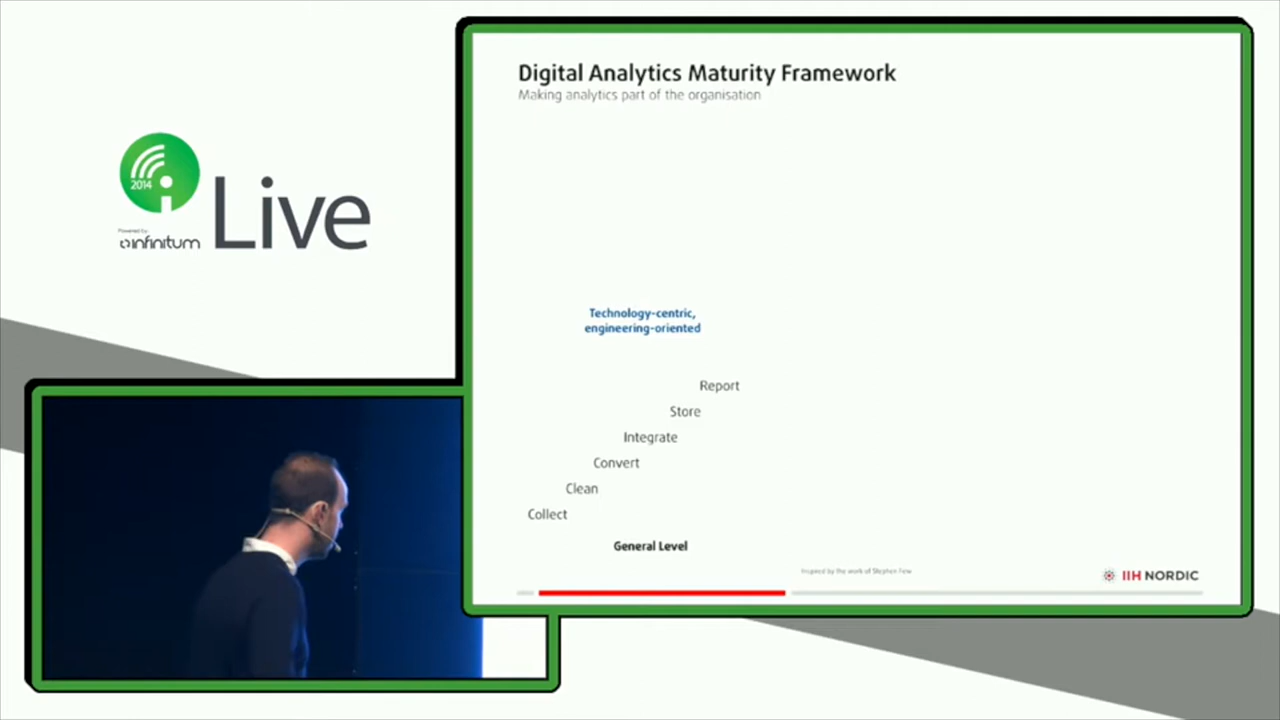 Digital Analytics Maturity Framework
Making analytics part of the organisation
2014
Live
Powered by
infinitum
Technology-centric,
engineering-oriented
Report
Store
Integrate
Convert
Clean
Collect
General Level
Inspired by the work of Stephen Few
IIH NORDIC